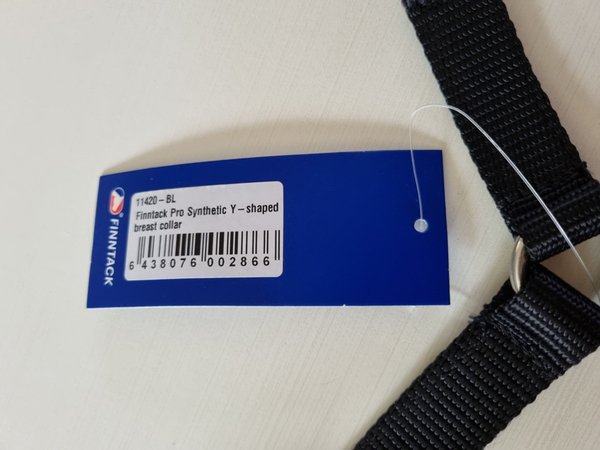 11420-BL
Finntack Pro Synthetic Y-shaped
breast collar
6 438076 002866
FINNTACK®